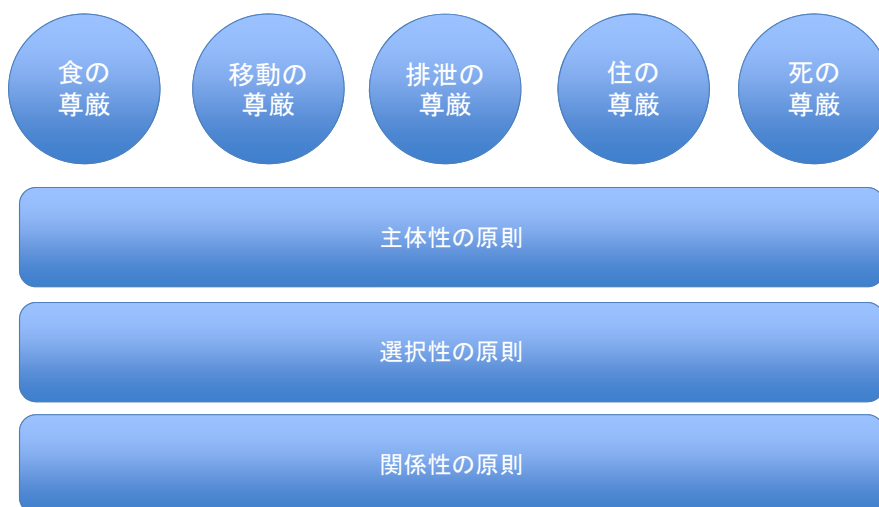 食の
尊厳
移動の
尊厳
排泄の
尊厳
住の
尊厳
死の
尊厳
主体性の原則
選択性の原則
関係性の原則